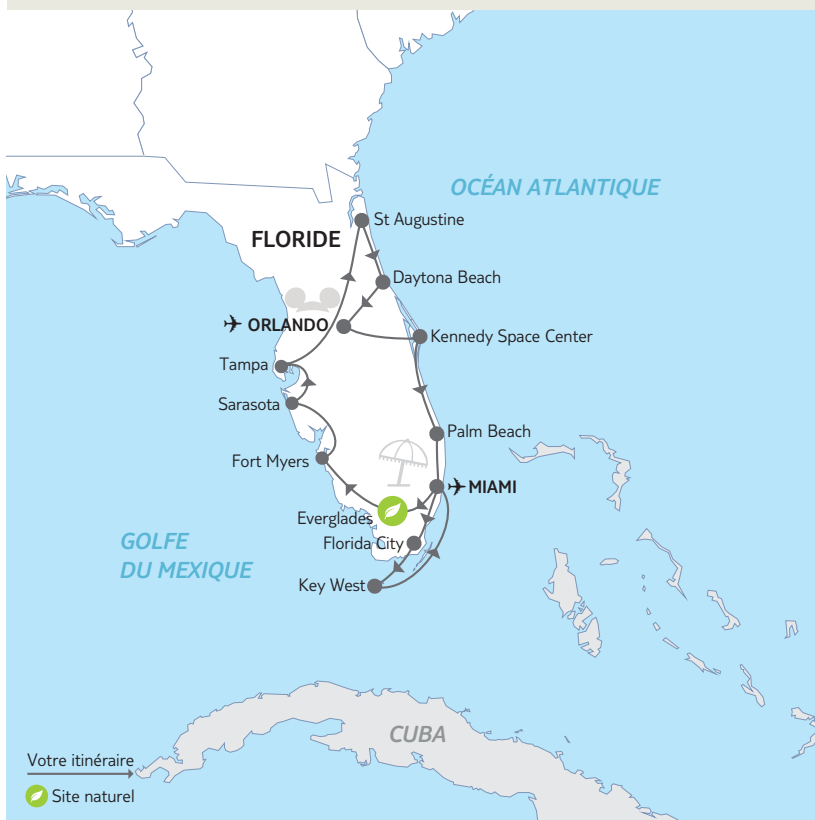 OCÉAN ATLANTIQUE
St Augustine
FLORIDE
Daytona Beach
ORLANDO
Kennedy Space Center
Tampa
Sarasota
Palm Beach
Fort Myers
MIAMI
Everglades
Florida City
GOLFE
DU MEXIQUE
Key West
CUBA
Votre itinéraire
Site naturel